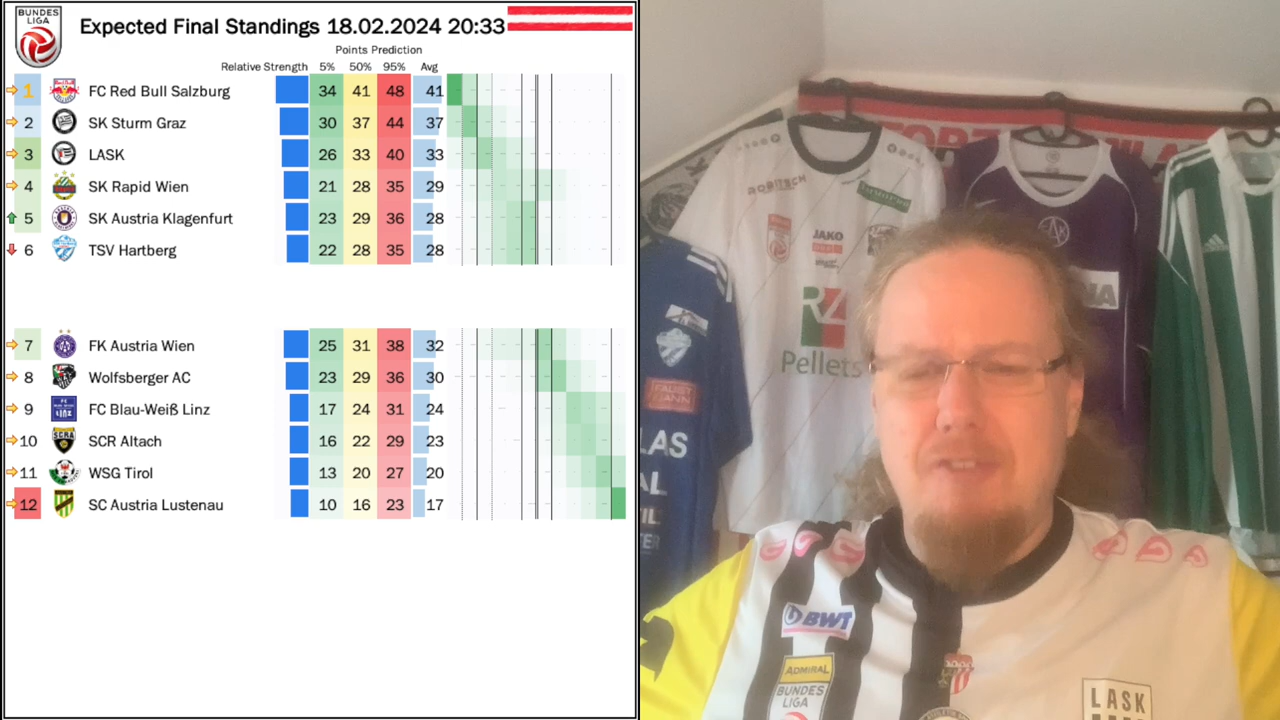 BUNDES
LIGA
Expected Final Standings 18.02.2024 20:33
Points Prediction
Relative Strength 5% 50% 95% Avg
1 FC Red Bull Salzburg 34 41 48 41
2 SK Sturm Graz 30 37 44 37
3 LASK 26 33 40 33
4 SK Rapid Wien 21 28 35 29
5 SK Austria Klagenfurt 23 29 36 28
6 TSV Hartberg 22 28 35 28
7 FK Austria Wien 25 31 38 32
8 Wolfsberger AC 23 29 36 30
9 FC Blau-Weiß Linz 17 24 31 24
10 SCR Altach 16 22 29 23
11 WSG Tirol 13 20 27 20
12 SC Austria Lustenau 10 16 23 17
JAKO
RZ
Pellets
BWT
ADMIRAL
BUNDES
LIGA
LASK